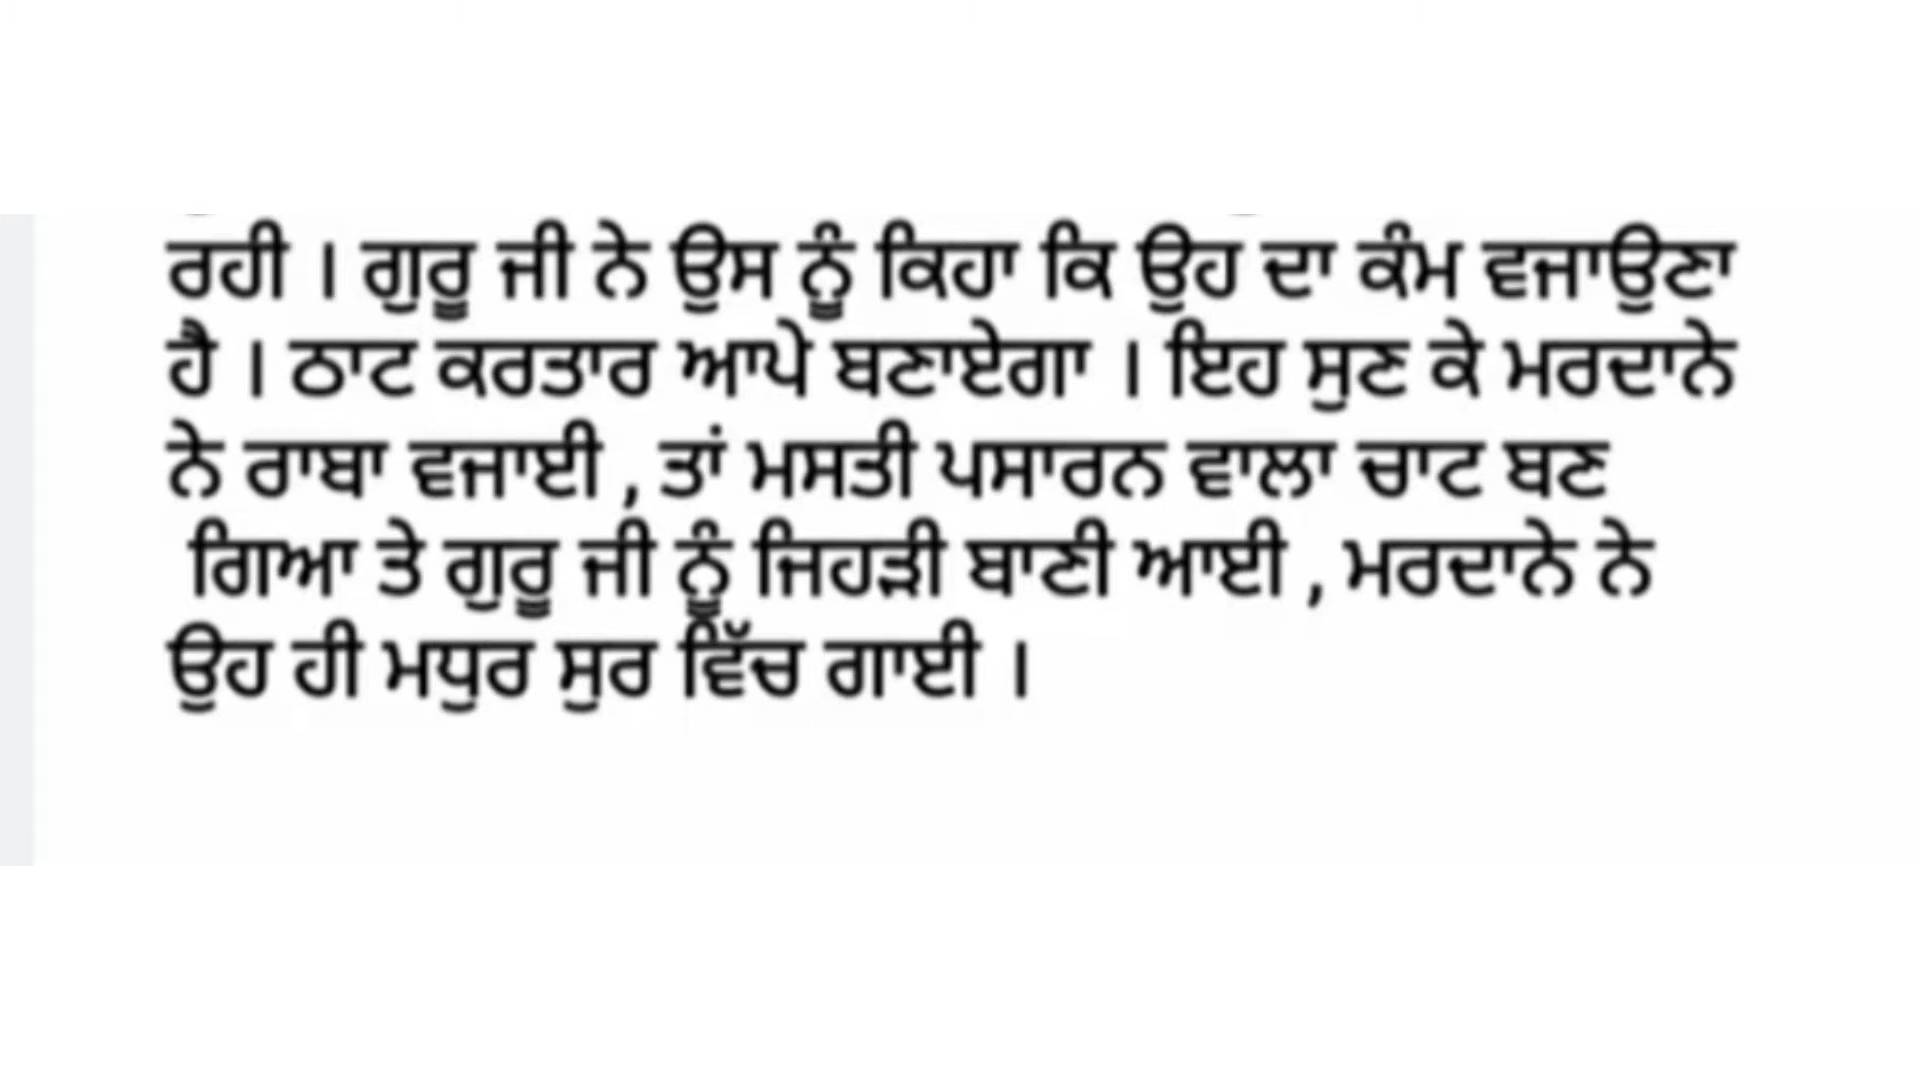 ਰਹੀ । ਗੁਰੂ ਜੀ ਨੇ ਉਸ ਨੂੰ ਕਿਹਾ ਕਿ ਉਹ ਦਾ ਕੰਮ ਵਜਾਉਣਾ
ਹੈ । ਠਾਟ ਕਰਤਾਰ ਆਪੇ ਬਣਾਏਗਾ । ਇਹ ਸੁਣ ਕੇ ਮਰਦਾਨੇ
ਨੇ ਰਾਬਾ ਵਜਾਈ , ਤਾਂ ਮਸਤੀ ਪਸਾਰਨ ਵਾਲਾ ਚਾਟ ਬਣ
ਗਿਆ ਤੇ ਗੁਰੂ ਜੀ ਨੂੰ ਜਿਹੜੀ ਬਾਣੀ ਆਈ , ਮਰਦਾਨੇ ਨੇ
ਉਹ ਹੀ ਮਧੁਰ ਸੁਰ ਵਿੱਚ ਗਾਈ ।